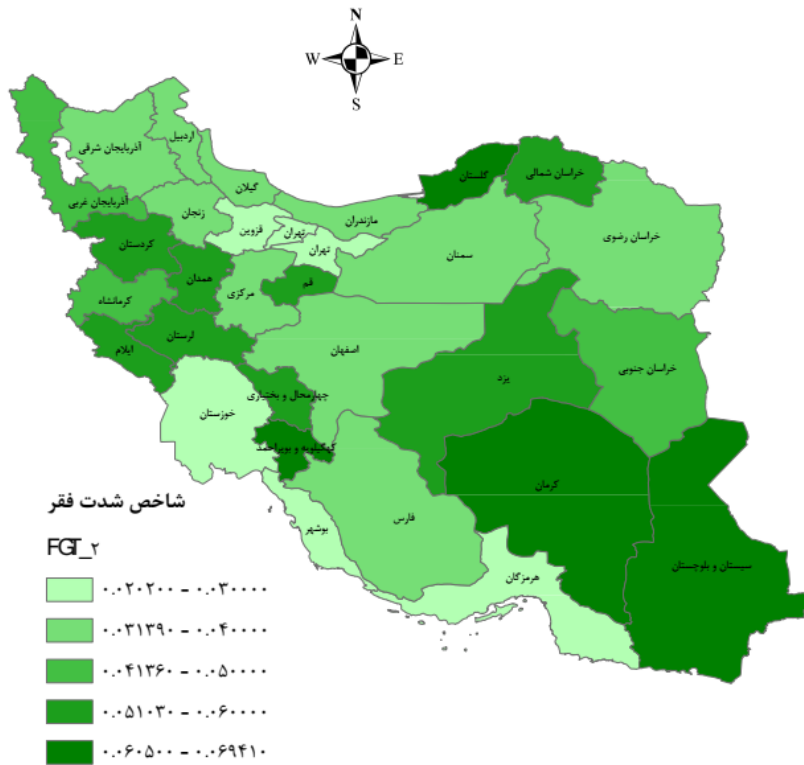 N
W E
S
آذربایجان شرقی
اردبیل
گیلان
آذربایجان غربی
زنجان
قزوین
تهران
تهران
مازندران
گلستان
خراسان شمالی
خراسان رضوی
سمنان
کردستان
همدان
مرکزی
قم
کرمانشاه
لرستان
ایلام
اصفهان
یزد
خراسان جنوبی
چهارمحال و بختیاری
خوزستان
کهگیلویه و بویراحمد
کرمان
فارس
بوشهر
هرمزگان
سیستان و بلوچستان
شاخص شدت فقر
FGT_۲
۰.۰۲۰۲۰۰ - ۰.۰۳۰۰۰۰
۰.۰۳۱۳۹۰ - ۰.۰۴۰۰۰۰
۰.۰۴۱۳۶۰ - ۰.۰۵۰۰۰۰
۰.۰۵۱۰۳۰ - ۰.۰۶۰۰۰۰
۰.۰۶۰۵۰۰ - ۰.۰۶۹۴۱۰